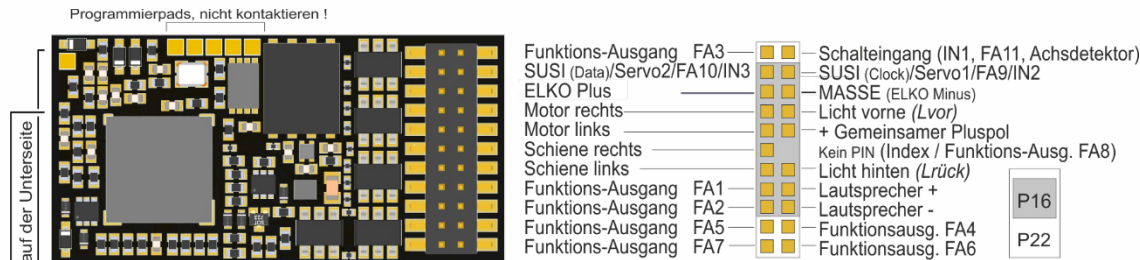 Programmierpads, nicht kontaktieren !
auf der Unterseite
Funktions-Ausgang FA3
SUSI (Data)/Servo2/FA10/IN3
ELKO Plus
Motor rechts
Motor links
Schiene rechts
Schiene links
Funktions-Ausgang FA1
Funktions-Ausgang FA2
Funktions-Ausgang FA5
Funktions-Ausgang FA7
Schalteingang (IN1, FA11, Achsdetektor)
SUSI (Clock)/Servo1/FA9/IN2
MASSE (ELKO Minus)
Licht vorne (Lvor)
+ Gemeinsamer Pluspol
Kein PIN (Index / Funktions-Ausg. FA8)
Licht hinten (Lrück)
Lautsprecher +
Lautsprecher -
Funktionsausg. FA4
Funktionsausg. FA6
P16
P22